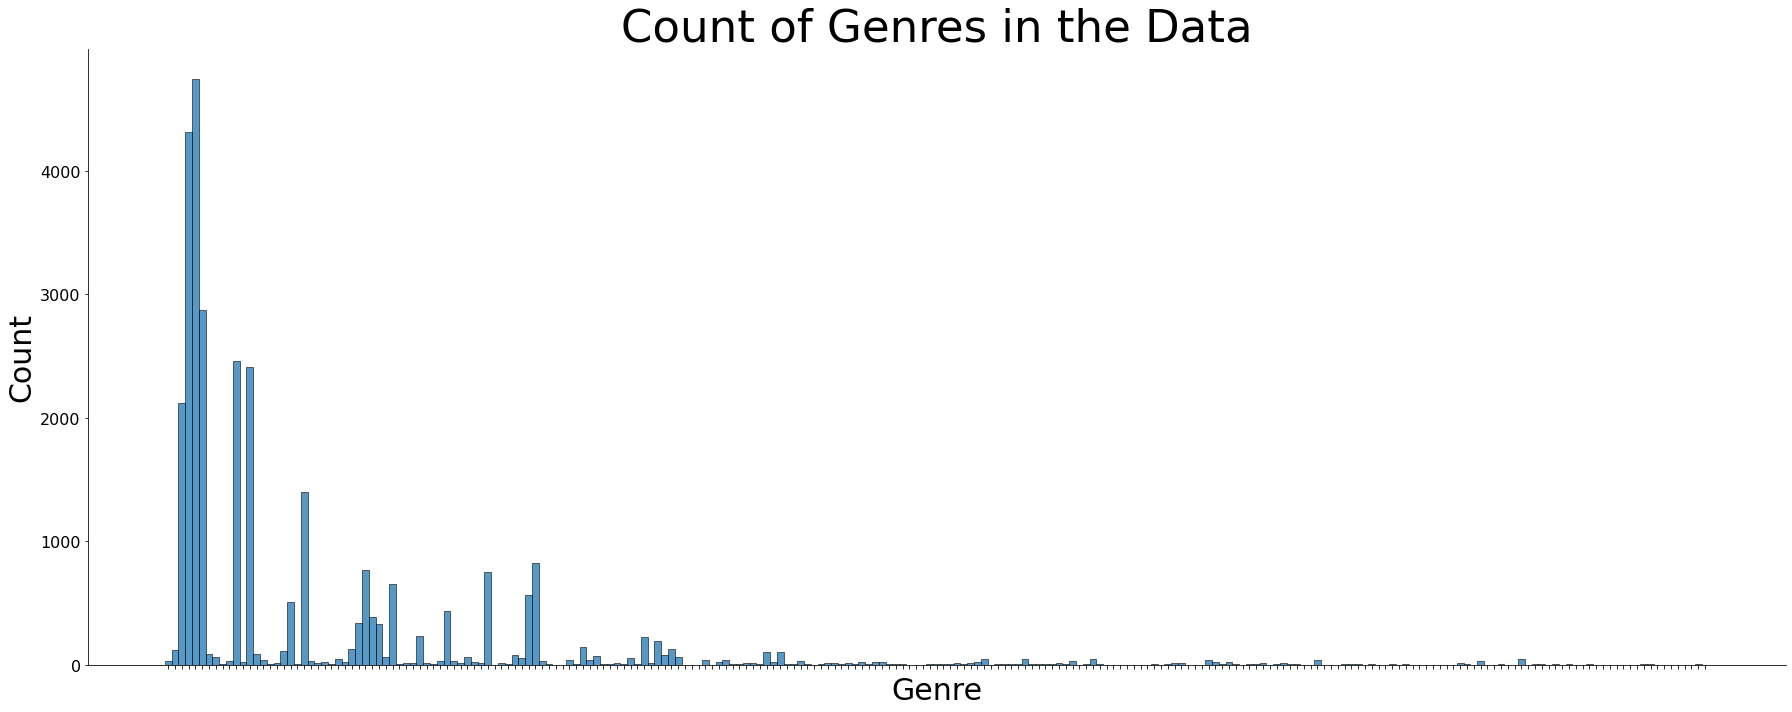 Count of Genres in the Data
Count
4000
3000
2000
1000
0
Genre